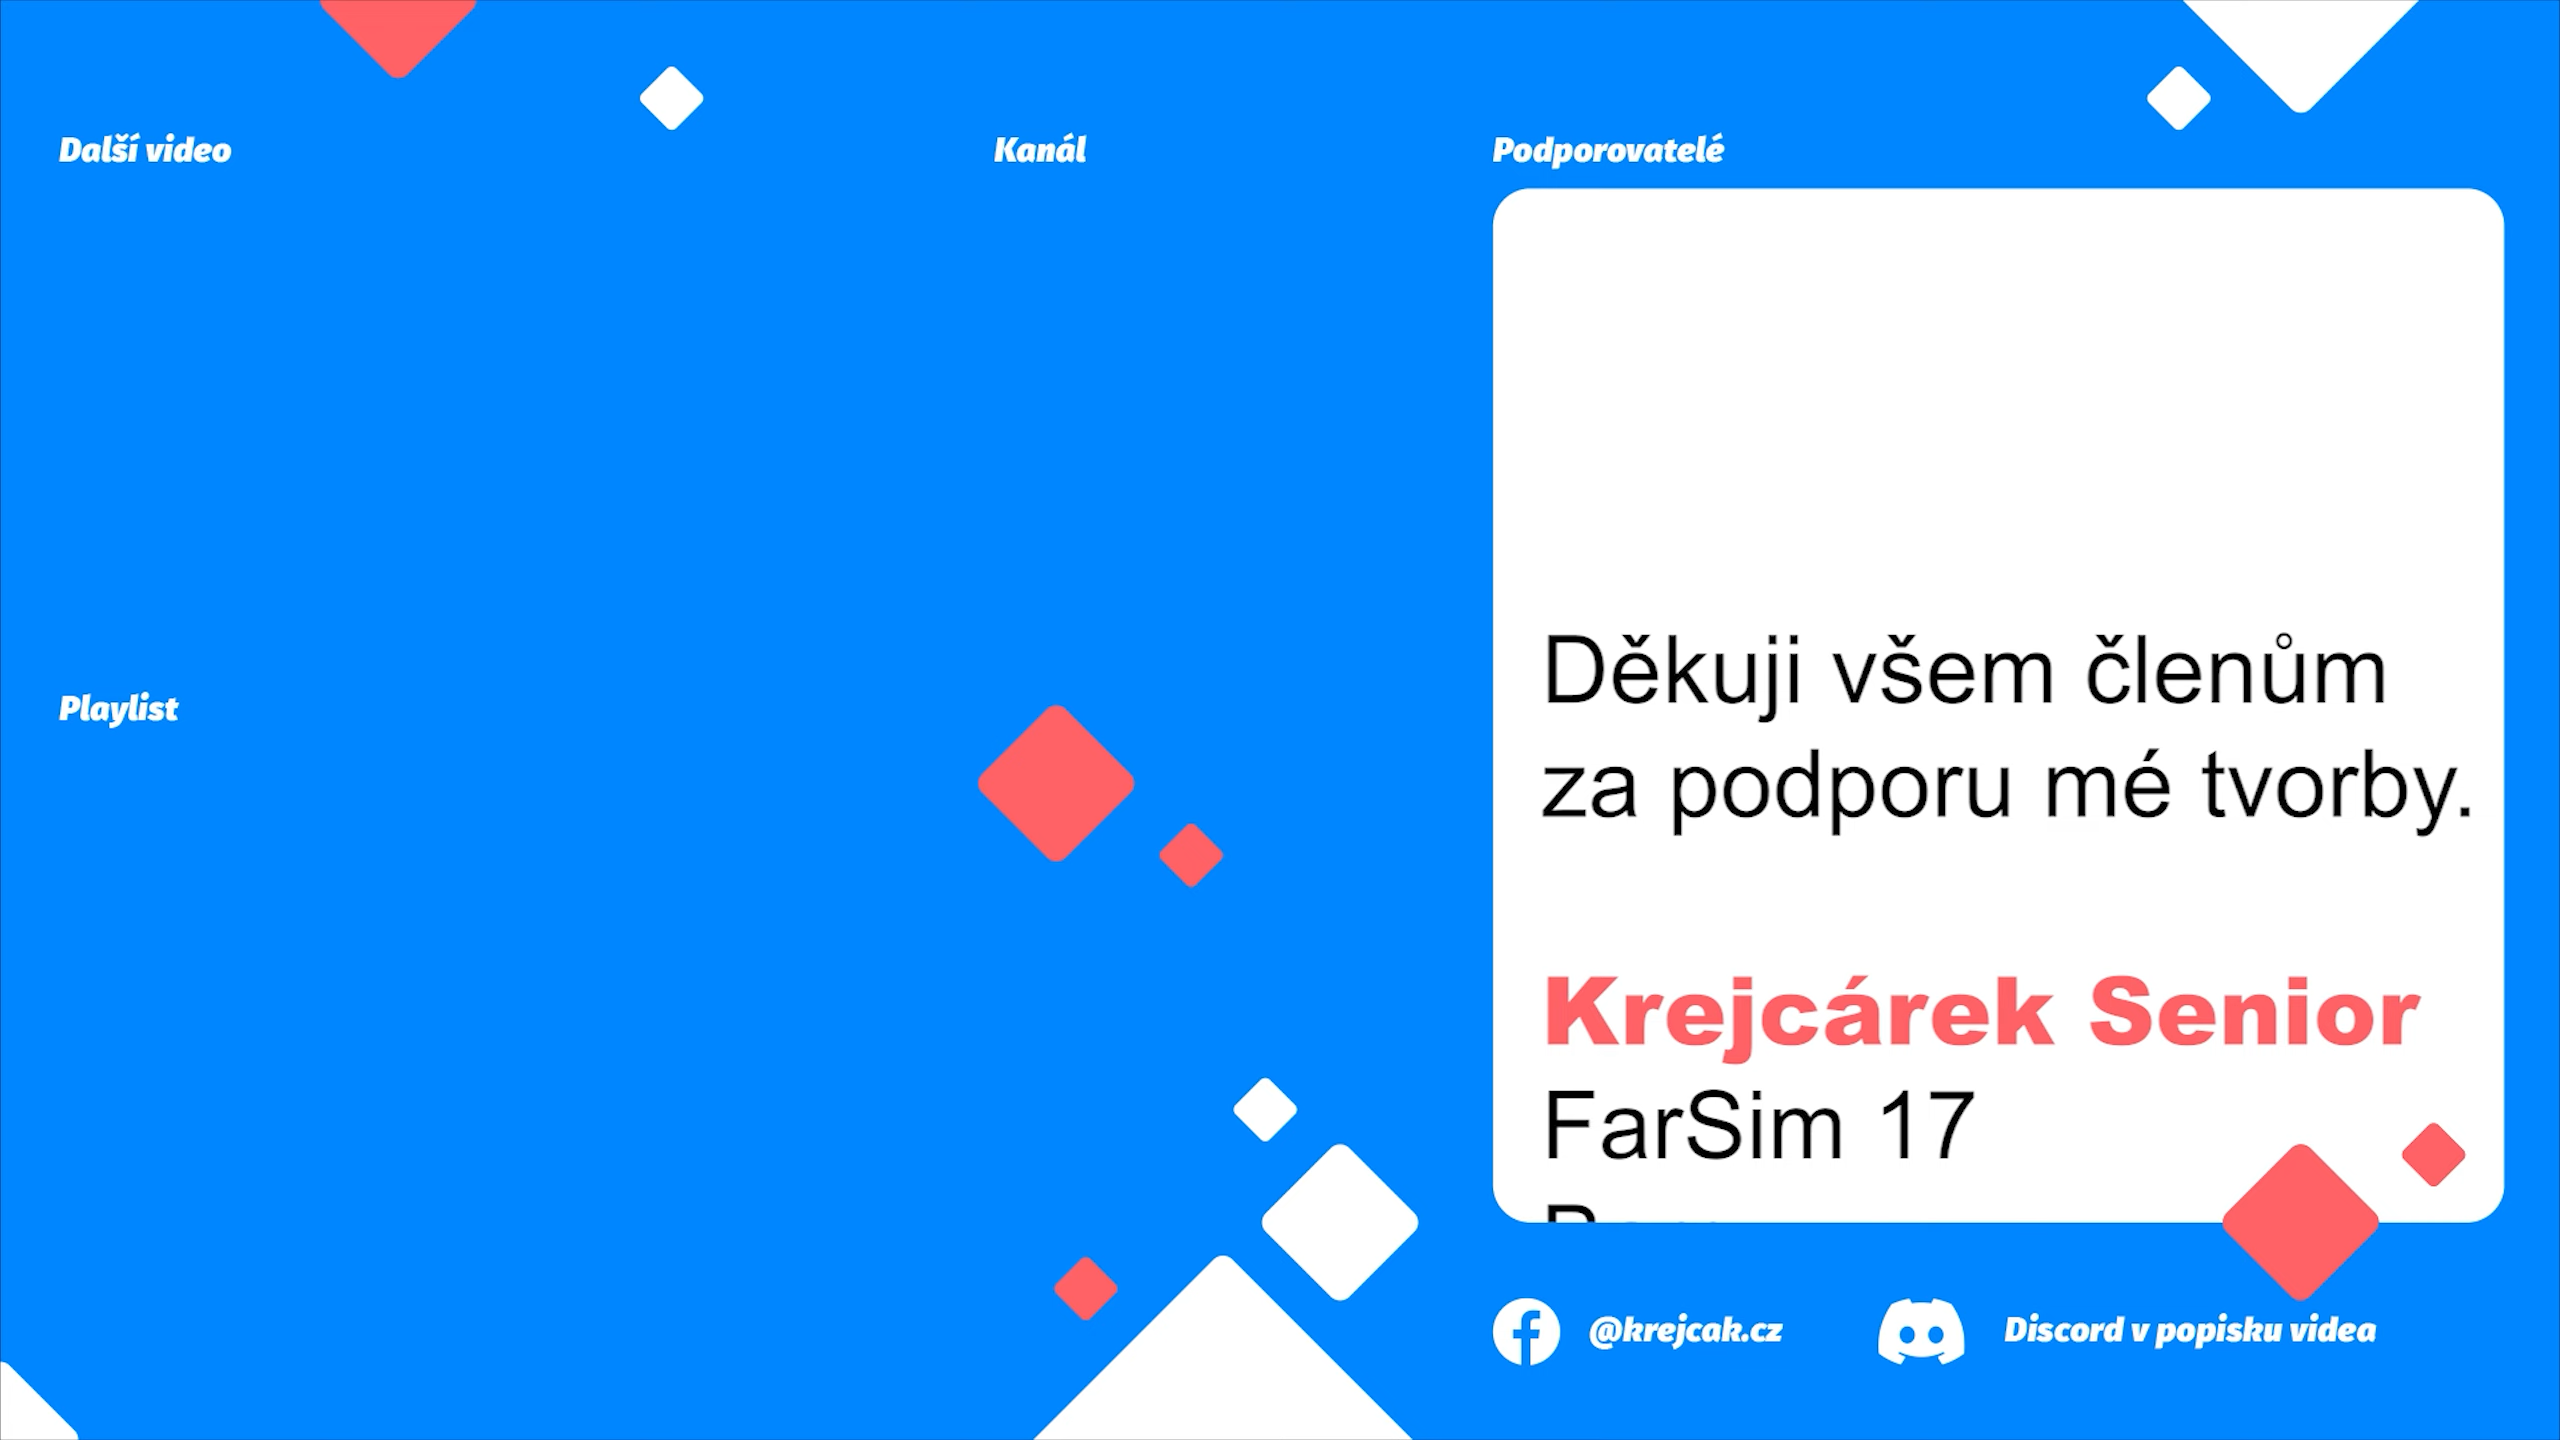 Další video
Kanál
Podporovatelé
Playlist
Děkuji všem členům
za podporu mé tvorby.
Krejcárek Senior
FarSim 17
@krejcak.cz
Discord v popisku videa